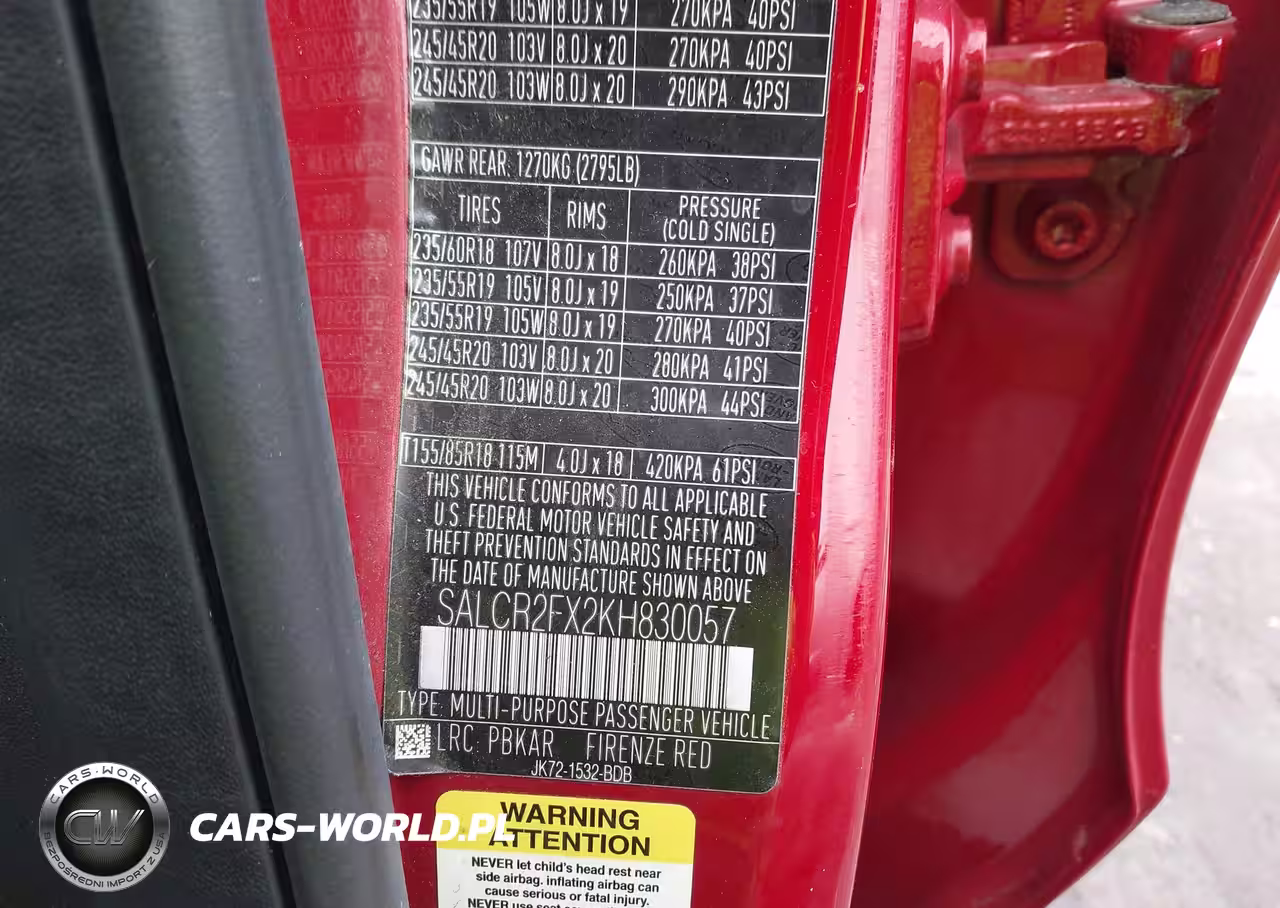 235/55R19 105W 8.0J x 19 270KPA 40PSI
245/45R20 103V 8.0J x 20 270KPA 40PSI
245/45R20 103W 8.0J x 20 290KPA 43PSI
GAWR REAR: 1270KG (2795LB)
TIRES RIMS PRESSURE
(COLD SINGLE)
235/60R18 107V 8.0J x 18 260KPA 38PSI
235/55R19 105V 8.0J x 19 250KPA 37PSI
235/55R19 105W 8.0J x 19 270KPA 40PSI
245/45R20 103V 8.0J x 20 280KPA 41PSI
245/45R20 103W 8.0J x 20 300KPA 44PSI
T155/85R18 115M 4.0J x 18 420KPA 61PSI
THIS VEHICLE CONFORMS TO ALL APPLICABLE
U.S. FEDERAL MOTOR VEHICLE SAFETY AND
THEFT PREVENTION STANDARDS IN EFFECT ON
THE DATE OF MANUFACTURE SHOWN ABOVE
SALCR2FX2KH830057
TYPE: MULTI-PURPOSE PASSENGER VEHICLE
LRC: PBKAR FIRENZE RED
JK72-1532-BDB
WARNING
ATTENTION
NEVER let child's head rest near
side airbag. inflating airbag can
cause serious or fatal injury.
CARS-WORLD
CW
BEZPOŚREDNI IMPORT Z USA
CARS-WORLD.PL